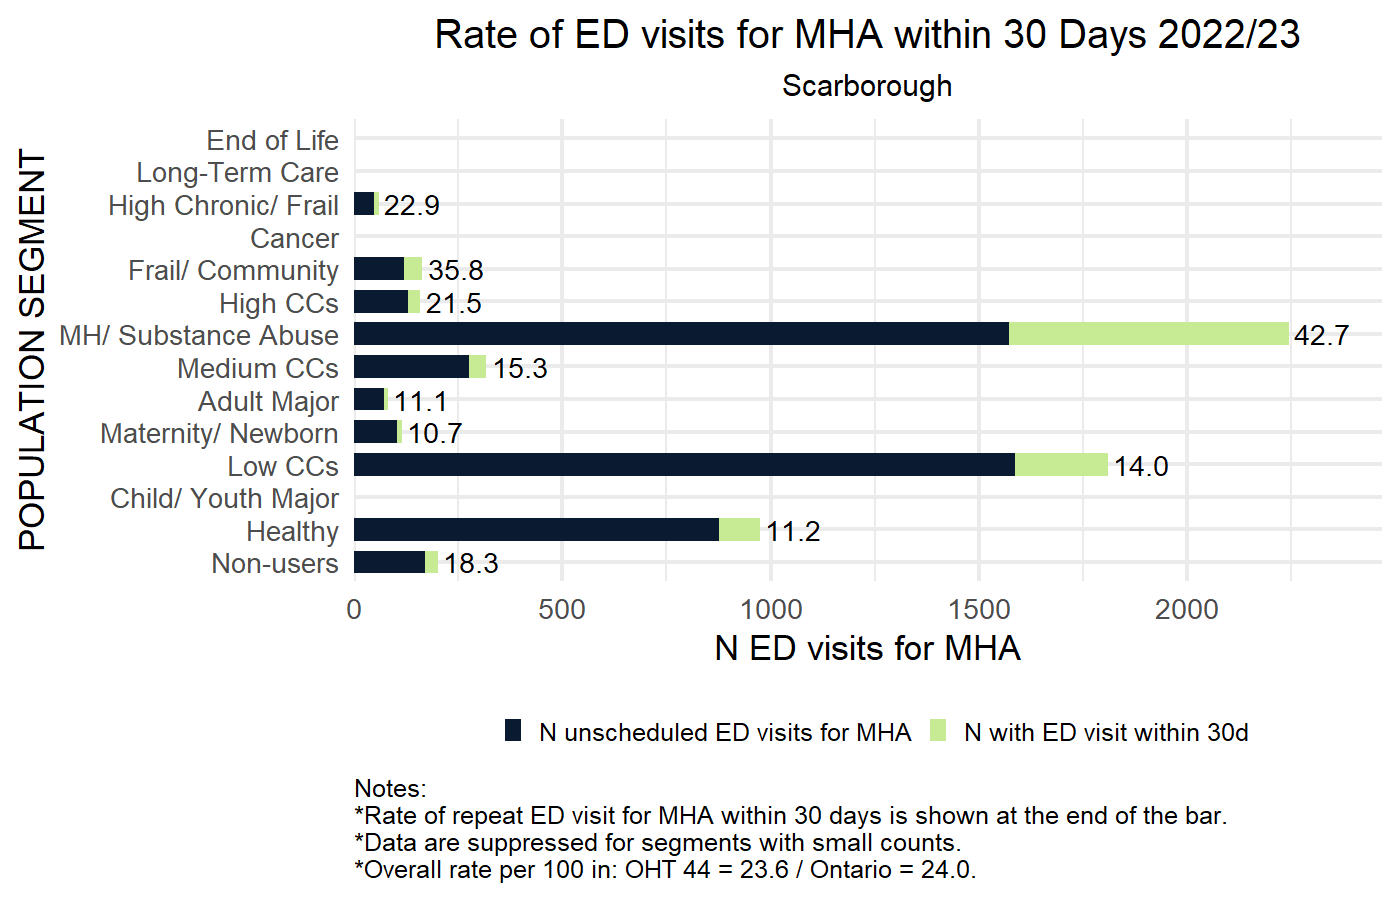 Rate of ED visits for MHA within 30 Days 2022/23
Scarborough
POPULATION SEGMENT
End of Life
Long-Term Care
High Chronic/ Frail 22.9
Cancer
Frail/ Community 35.8
High CCs 21.5
MH/ Substance Abuse 42.7
Medium CCs 15.3
Adult Major 11.1
Maternity/ Newborn 10.7
Low CCs 14.0
Child/ Youth Major
Healthy 11.2
Non-users 18.3
0 500 1000 1500 2000
N ED visits for MHA
N unscheduled ED visits for MHA N with ED visit within 30d
Notes:
*Rate of repeat ED visit for MHA within 30 days is shown at the end of the bar.
*Data are suppressed for segments with small counts.
*Overall rate per 100 in: OHT 44 = 23.6 / Ontario = 24.0.